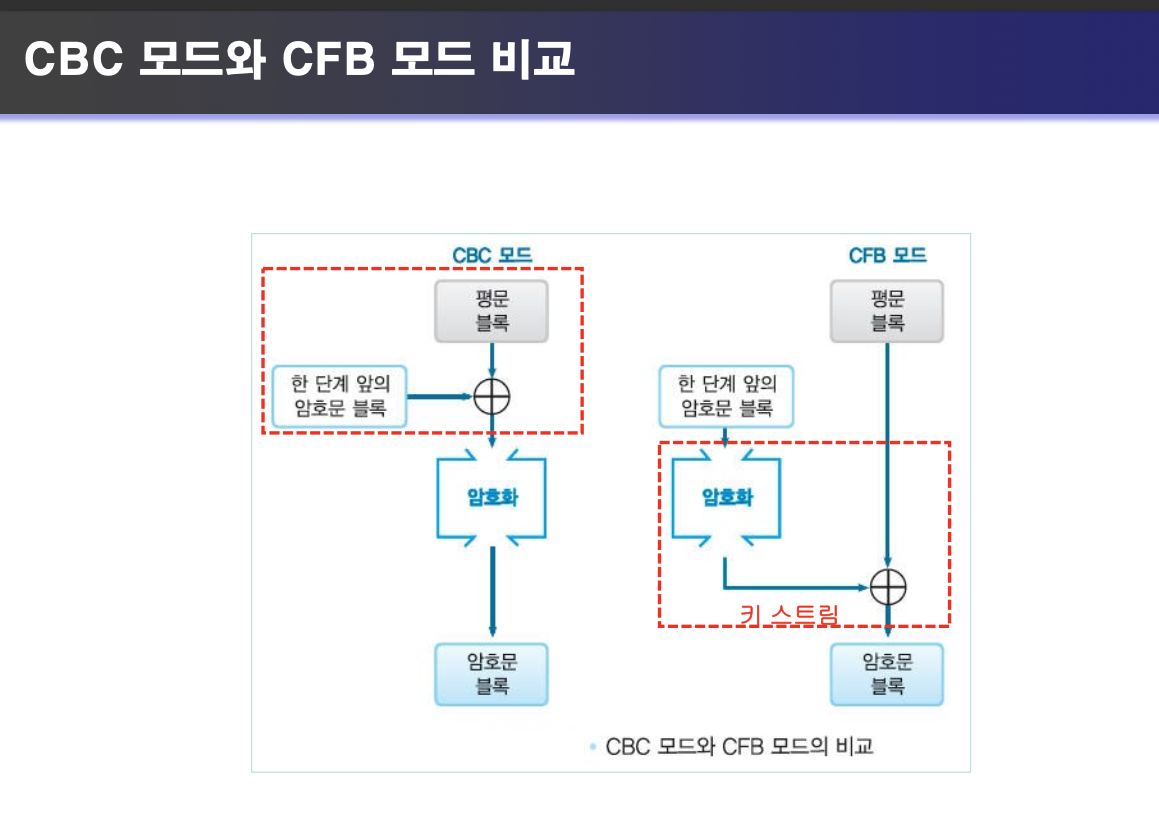 CBC 모드와 CFB 모드 비교
CBC 모드
평문
블록
한 단계 앞의
암호문 블록
암호화
암호문
블록
CFB 모드
평문
블록
한 단계 앞의
암호문 블록
암호화
키 스트림
암호문
블록
• CBC 모드와 CFB 모드의 비교